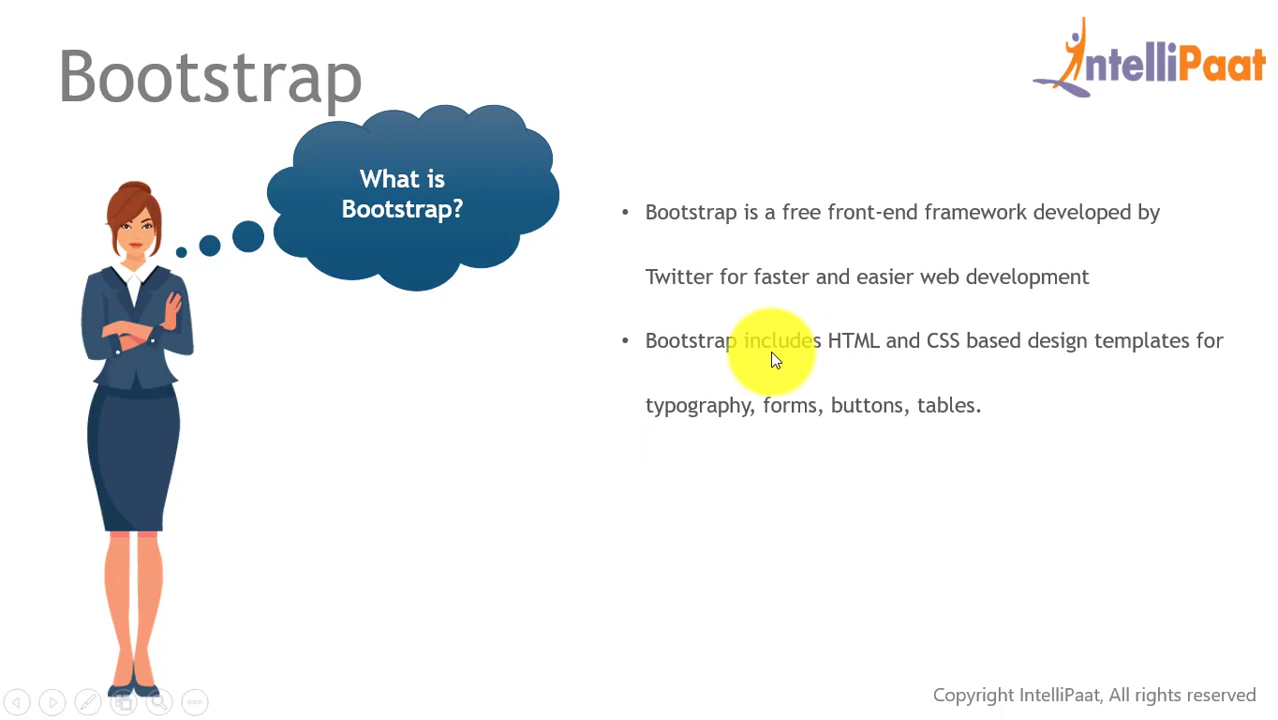 Bootstrap
IntelliPaat
What is
Bootstrap?
• Bootstrap is a free front-end framework developed by
Twitter for faster and easier web development
• Bootstrap includes HTML and CSS based design templates for
typography, forms, buttons, tables.
Copyright IntelliPaat, All rights reserved